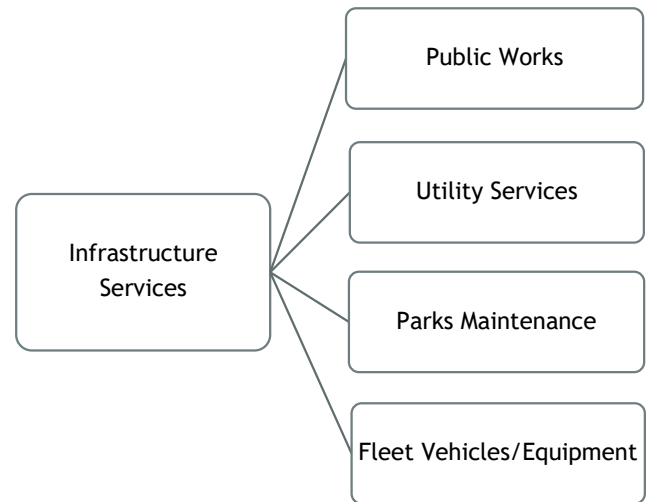 Public Works
Utility Services
Infrastructure
Services
Parks Maintenance
Fleet Vehicles/Equipment